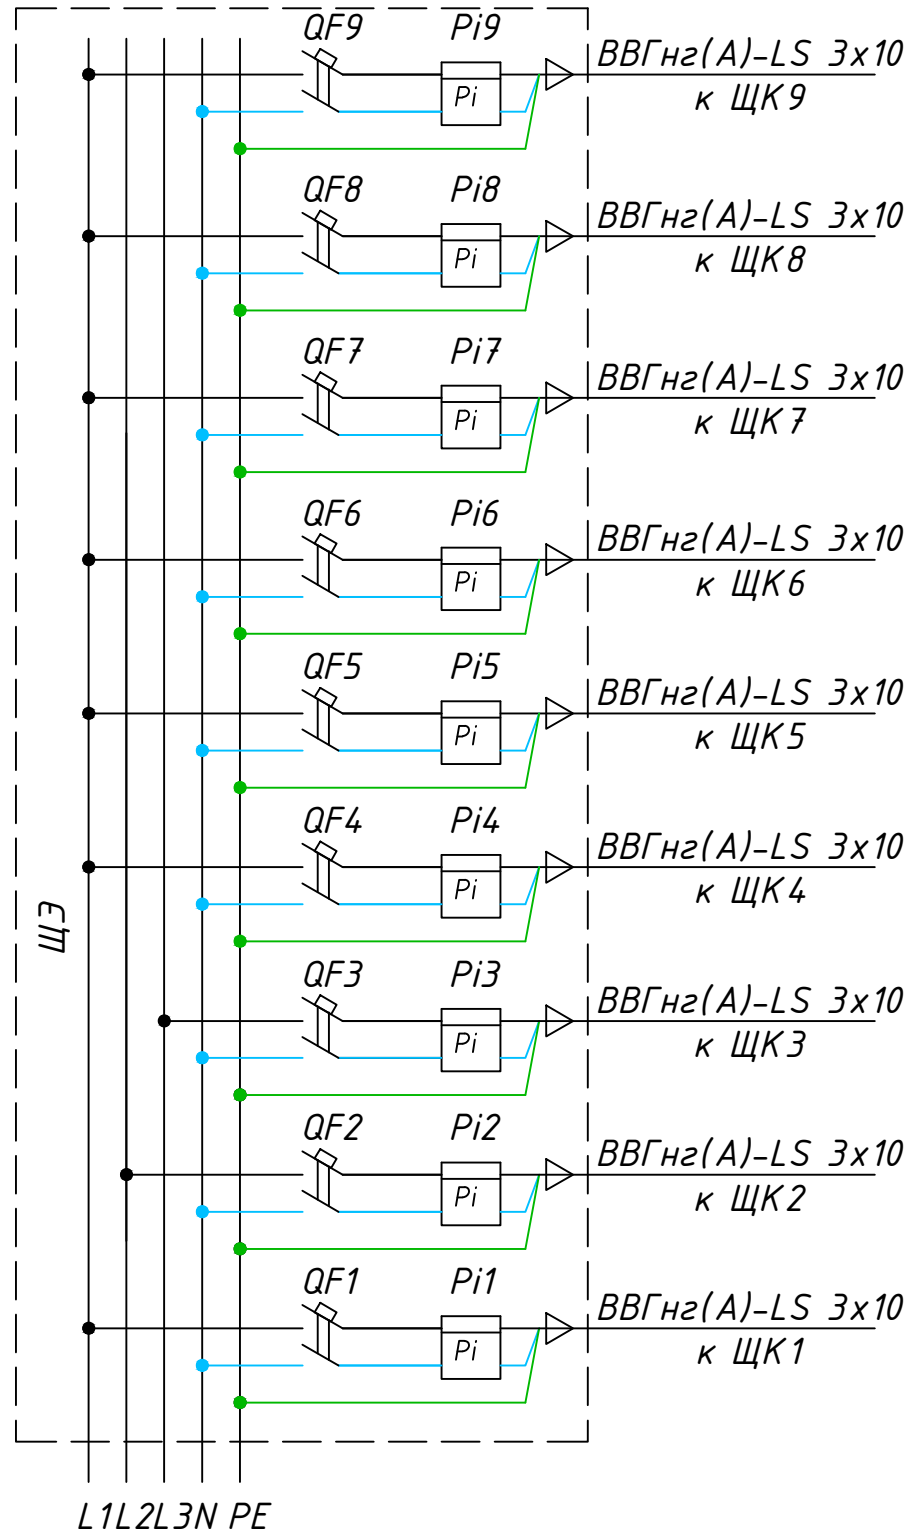 QF9 Pi9
ВВГнг(А)-LS 3х10
Pi
к ЩК9
QF8 Pi8
ВВГнг(А)-LS 3х10
Pi
к ЩК8
QF7 Pi7
ВВГнг(А)-LS 3х10
Pi
к ЩК7
QF6 Pi6
ВВГнг(А)-LS 3х10
Pi
к ЩК6
QF5 Pi5
ВВГнг(А)-LS 3х10
Pi
к ЩК5
QF4 Pi4
ВВГнг(А)-LS 3х10
Pi
к ЩК4
ЩЭ
QF3 Pi3
ВВГнг(А)-LS 3х10
Pi
к ЩК3
QF2 Pi2
ВВГнг(А)-LS 3х10
Pi
к ЩК2
QF1 Pi1
ВВГнг(А)-LS 3х10
Pi
к ЩК1
L1 L2 L3 N PE